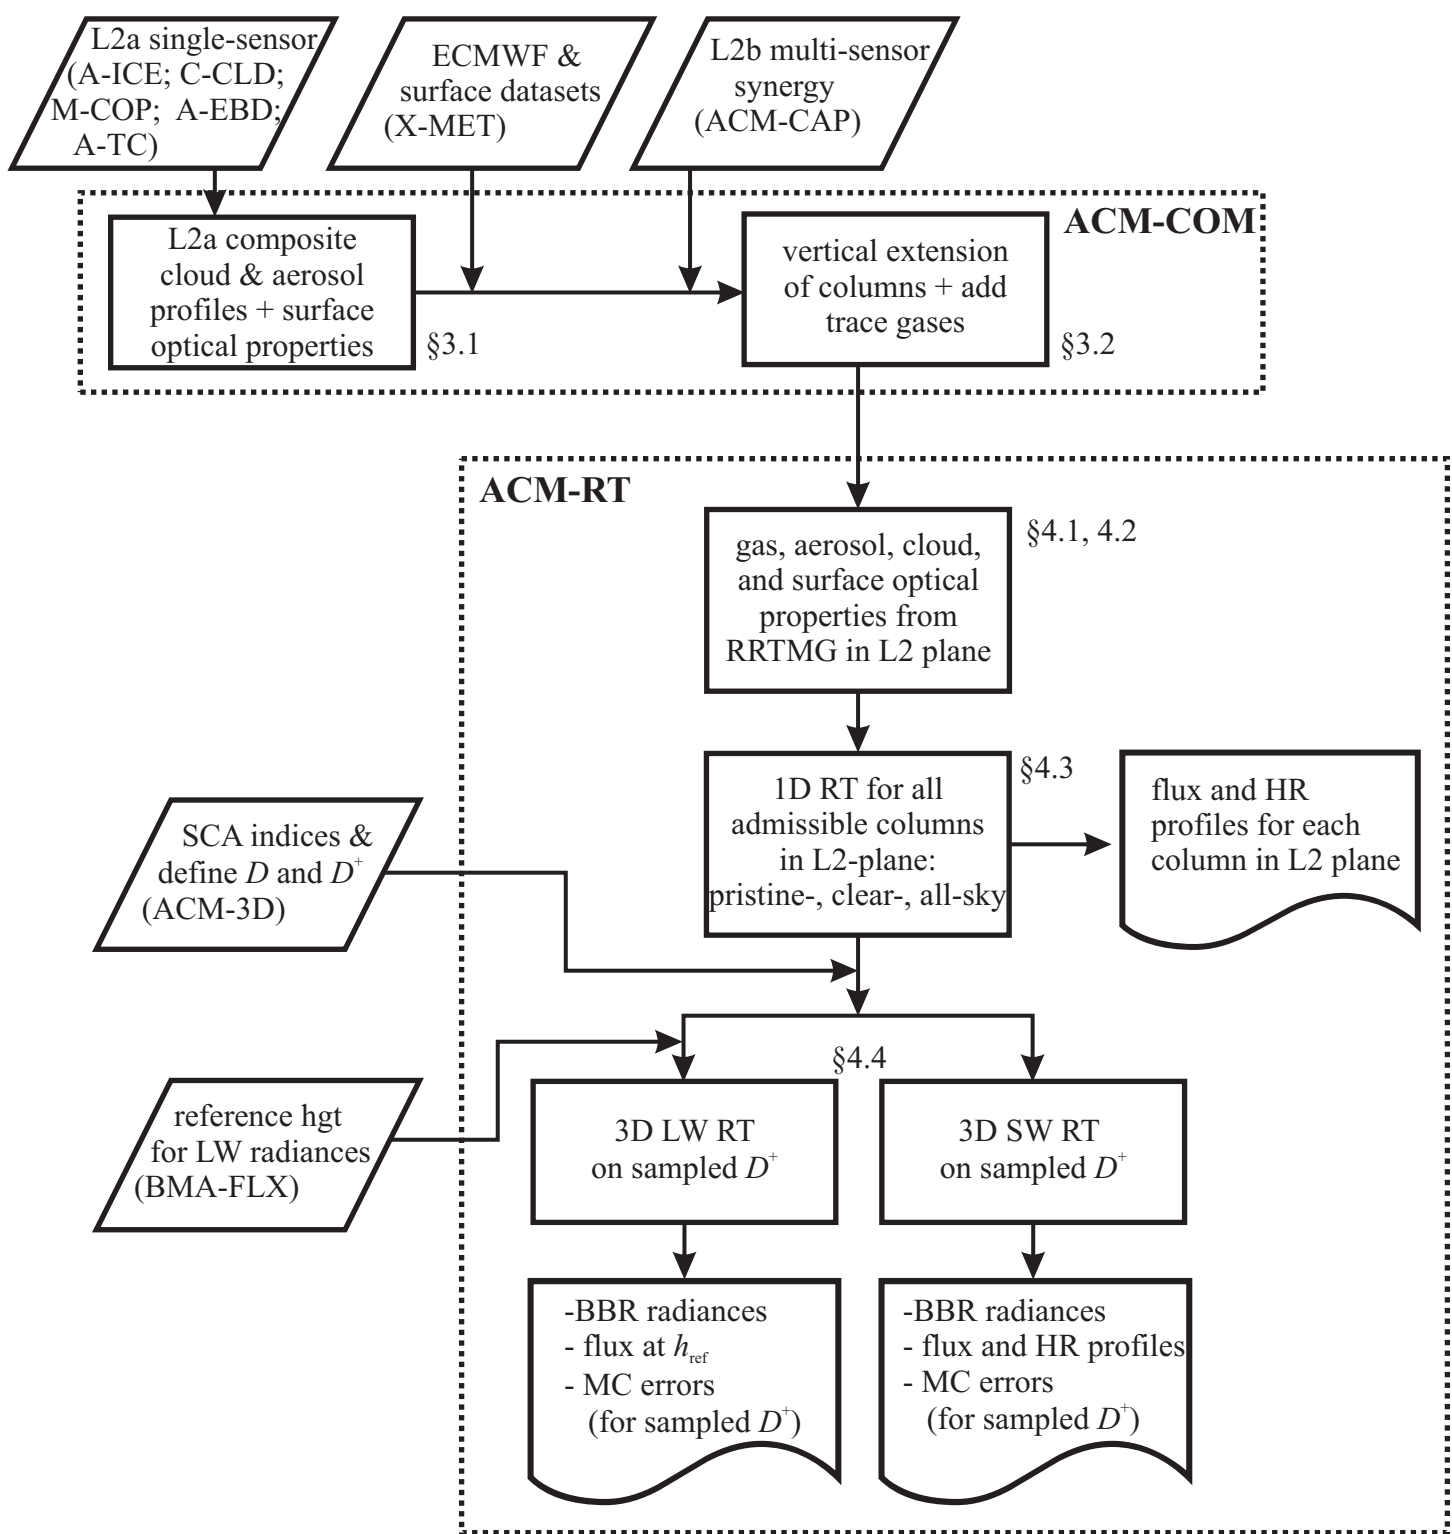 L2a single-sensor
(A-ICE; C-CLD;
M-COP; A-EBD;
A-TC)
ECMWF &
surface datasets
(X-MET)
L2b multi-sensor
synergy
(ACM-CAP)
ACM-COM
L2a composite
cloud & aerosol
profiles + surface
optical properties
§3.1
vertical extension
of columns + add
trace gases
§3.2
ACM-RT
gas, aerosol, cloud,
and surface optical
properties from
RRTMG in L2 plane
§4.1, 4.2
1D RT for all
admissible columns
in L2-plane:
pristine-, clear-, all-sky
§4.3
flux and HR
profiles for each
column in L2 plane
SCA indices &
define D and D⁺
(ACM-3D)
reference hgt
for LW radiances
(BMA-FLX)
§4.4
3D LW RT
on sampled D⁺
3D SW RT
on sampled D⁺
-BBR radiances
- flux at h_ref
- MC errors
(for sampled D⁺)
-BBR radiances
- flux and HR profiles
- MC errors
(for sampled D⁺)